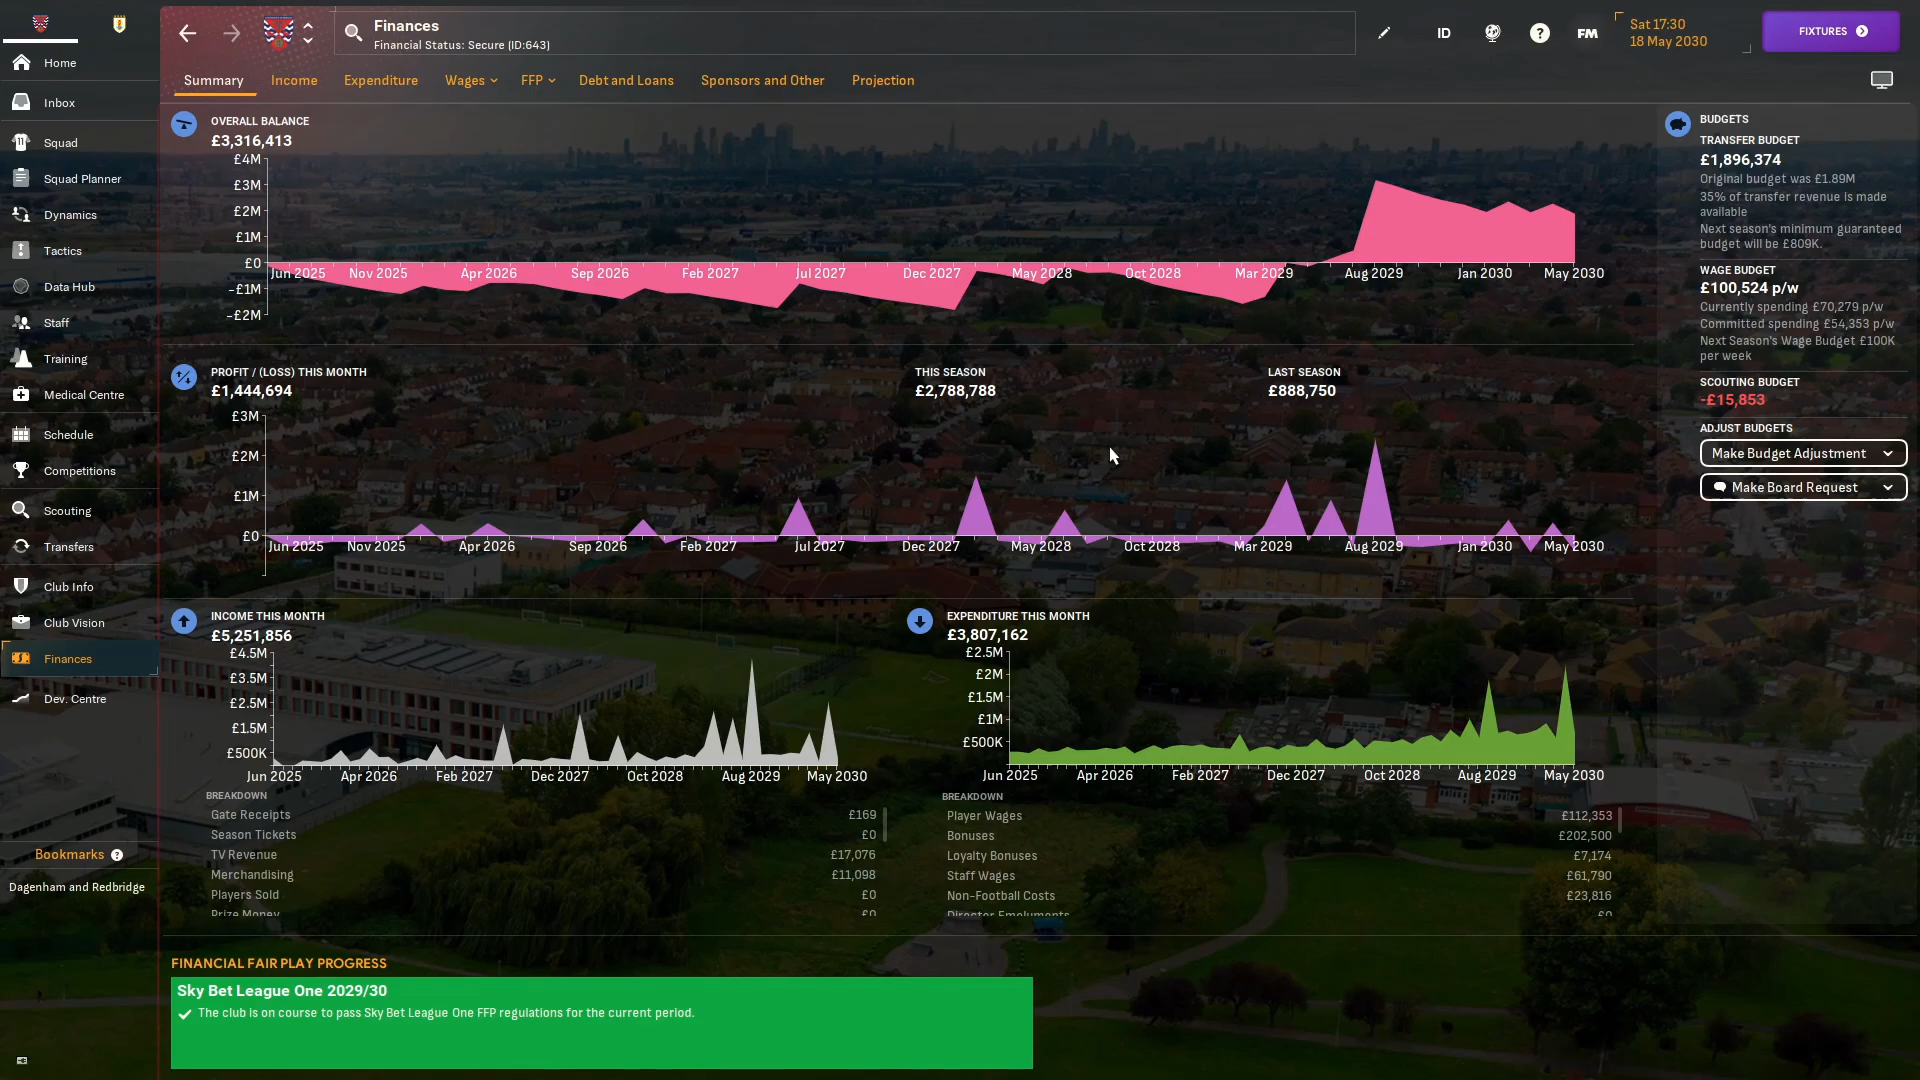 Finances
Financial Status: Secure (ID:643)
ID
?
FM
Sat 17:30
18 May 2030
FIXTURES
Home
Inbox
Squad
Squad Planner
Dynamics
Tactics
Data Hub
Staff
Training
Medical Centre
Schedule
Competitions
Scouting
Transfers
Club Info
Club Vision
Finances
Dev. Centre
Bookmarks ?
Dagenham and Redbridge
Summary
Income
Expenditure
Wages
FFP
Debt and Loans
Sponsors and Other
Projection
OVERALL BALANCE
£3,316,413
£4M
£3M
£2M
£1M
£0
-£1M
-£2M
Jun 2025 Nov 2025 Apr 2026 Sep 2026 Feb 2027 Jul 2027 Dec 2027 May 2028 Oct 2028 Mar 2029 Aug 2029 Jan 2030 May 2030
PROFIT / (LOSS) THIS MONTH
£1,444,694
THIS SEASON
£2,788,788
LAST SEASON
£888,750
£3M
£2M
£1M
£0
Jun 2025 Nov 2025 Apr 2026 Sep 2026 Feb 2027 Jul 2027 Dec 2027 May 2028 Oct 2028 Mar 2029 Aug 2029 Jan 2030 May 2030
INCOME THIS MONTH
£5,251,856
£4.5M
£3.5M
£2.5M
£1.5M
£500K
Jun 2025 Apr 2026 Feb 2027 Dec 2027 Oct 2028 Aug 2029 May 2030
BREAKDOWN
Gate Receipts £169
Season Tickets £0
TV Revenue £17,076
Merchandising £11,098
Players Sold £0
Prize Money £0
EXPENDITURE THIS MONTH
£3,807,162
£2.5M
£2M
£1.5M
£1M
£500K
Jun 2025 Apr 2026 Feb 2027 Dec 2027 Oct 2028 Aug 2029 May 2030
BREAKDOWN
Player Wages £112,353
Bonuses £202,500
Loyalty Bonuses £7,174
Staff Wages £61,790
Non-Football Costs £23,816
Director Emoluments £0
FINANCIAL FAIR PLAY PROGRESS
Sky Bet League One 2029/30
The club is on course to pass Sky Bet League One FFP regulations for the current period.
BUDGETS
TRANSFER BUDGET
£1,896,374
Original budget was £1.89M
35% of transfer revenue is made
available
Next season's minimum guaranteed
budget will be £809K.
WAGE BUDGET
£100,524 p/w
Currently spending £70,279 p/w
Committed spending £54,353 p/w
Next Season's Wage Budget £100K
per week
SCOUTING BUDGET
-£15,853
ADJUST BUDGETS
Make Budget Adjustment
Make Board Request